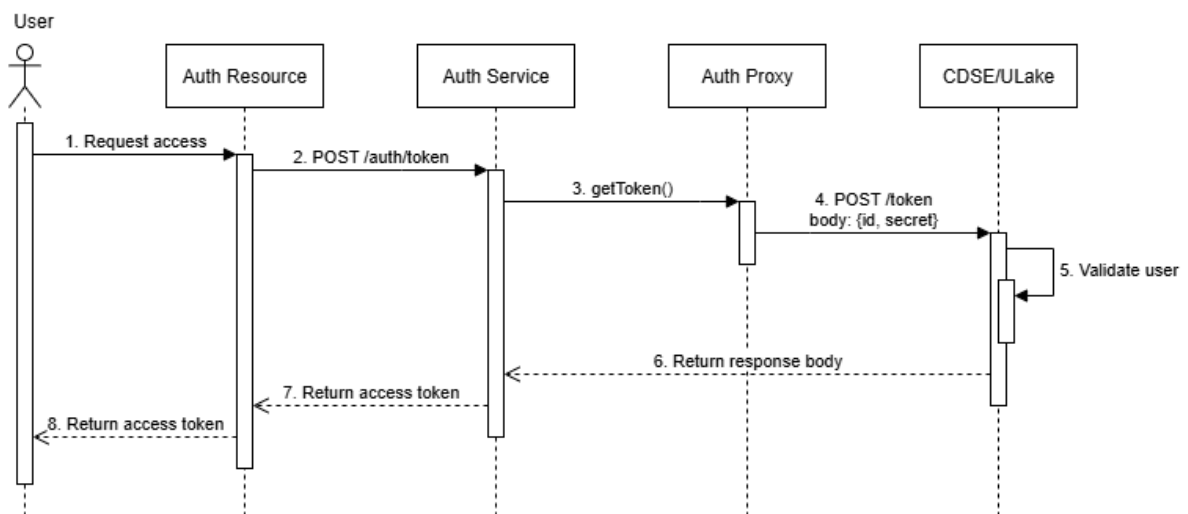 User
Auth Resource
Auth Service
Auth Proxy
CDSE/ULake
1. Request access
2. POST /auth/token
3. getToken()
4. POST /token
body: {id, secret}
5. Validate user
6. Return response body
7. Return access token
8. Return access token